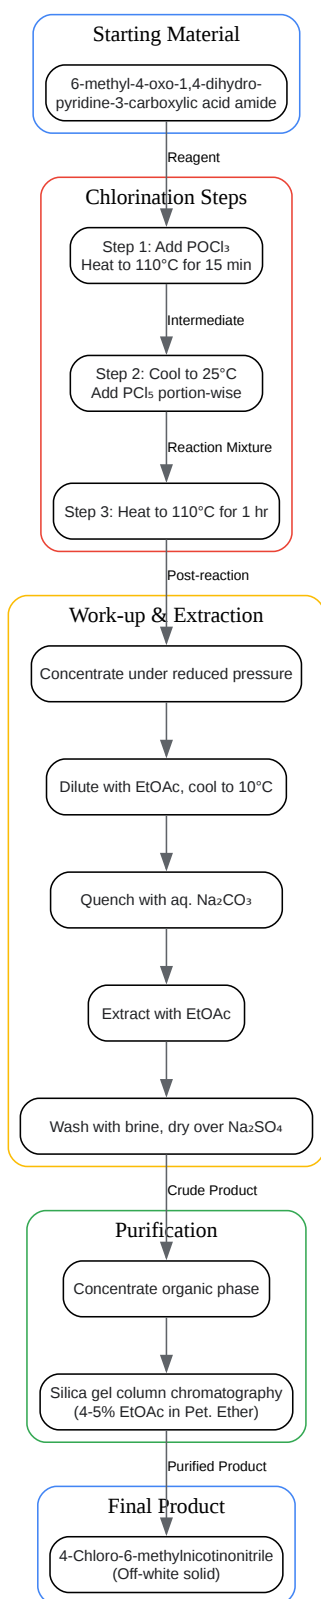 Starting Material
6-methyl-4-oxo-1,4-dihydro-
pyridine-3-carboxylic acid amide
Reagent
Chlorination Steps
Step 1: Add POCl₃
Heat to 110°C for 15 min
Intermediate
Step 2: Cool to 25°C
Add PCl₅ portion-wise
Reaction Mixture
Step 3: Heat to 110°C for 1 hr
Post-reaction
Work-up & Extraction
Concentrate under reduced pressure
Dilute with EtOAc, cool to 10°C
Quench with aq. Na₂CO₃
Extract with EtOAc
Wash with brine, dry over Na₂SO₄
Crude Product
Purification
Concentrate organic phase
Silica gel column chromatography
(4-5% EtOAc in Pet. Ether)
Purified Product
Final Product
4-Chloro-6-methylnicotinonitrile
(Off-white solid)